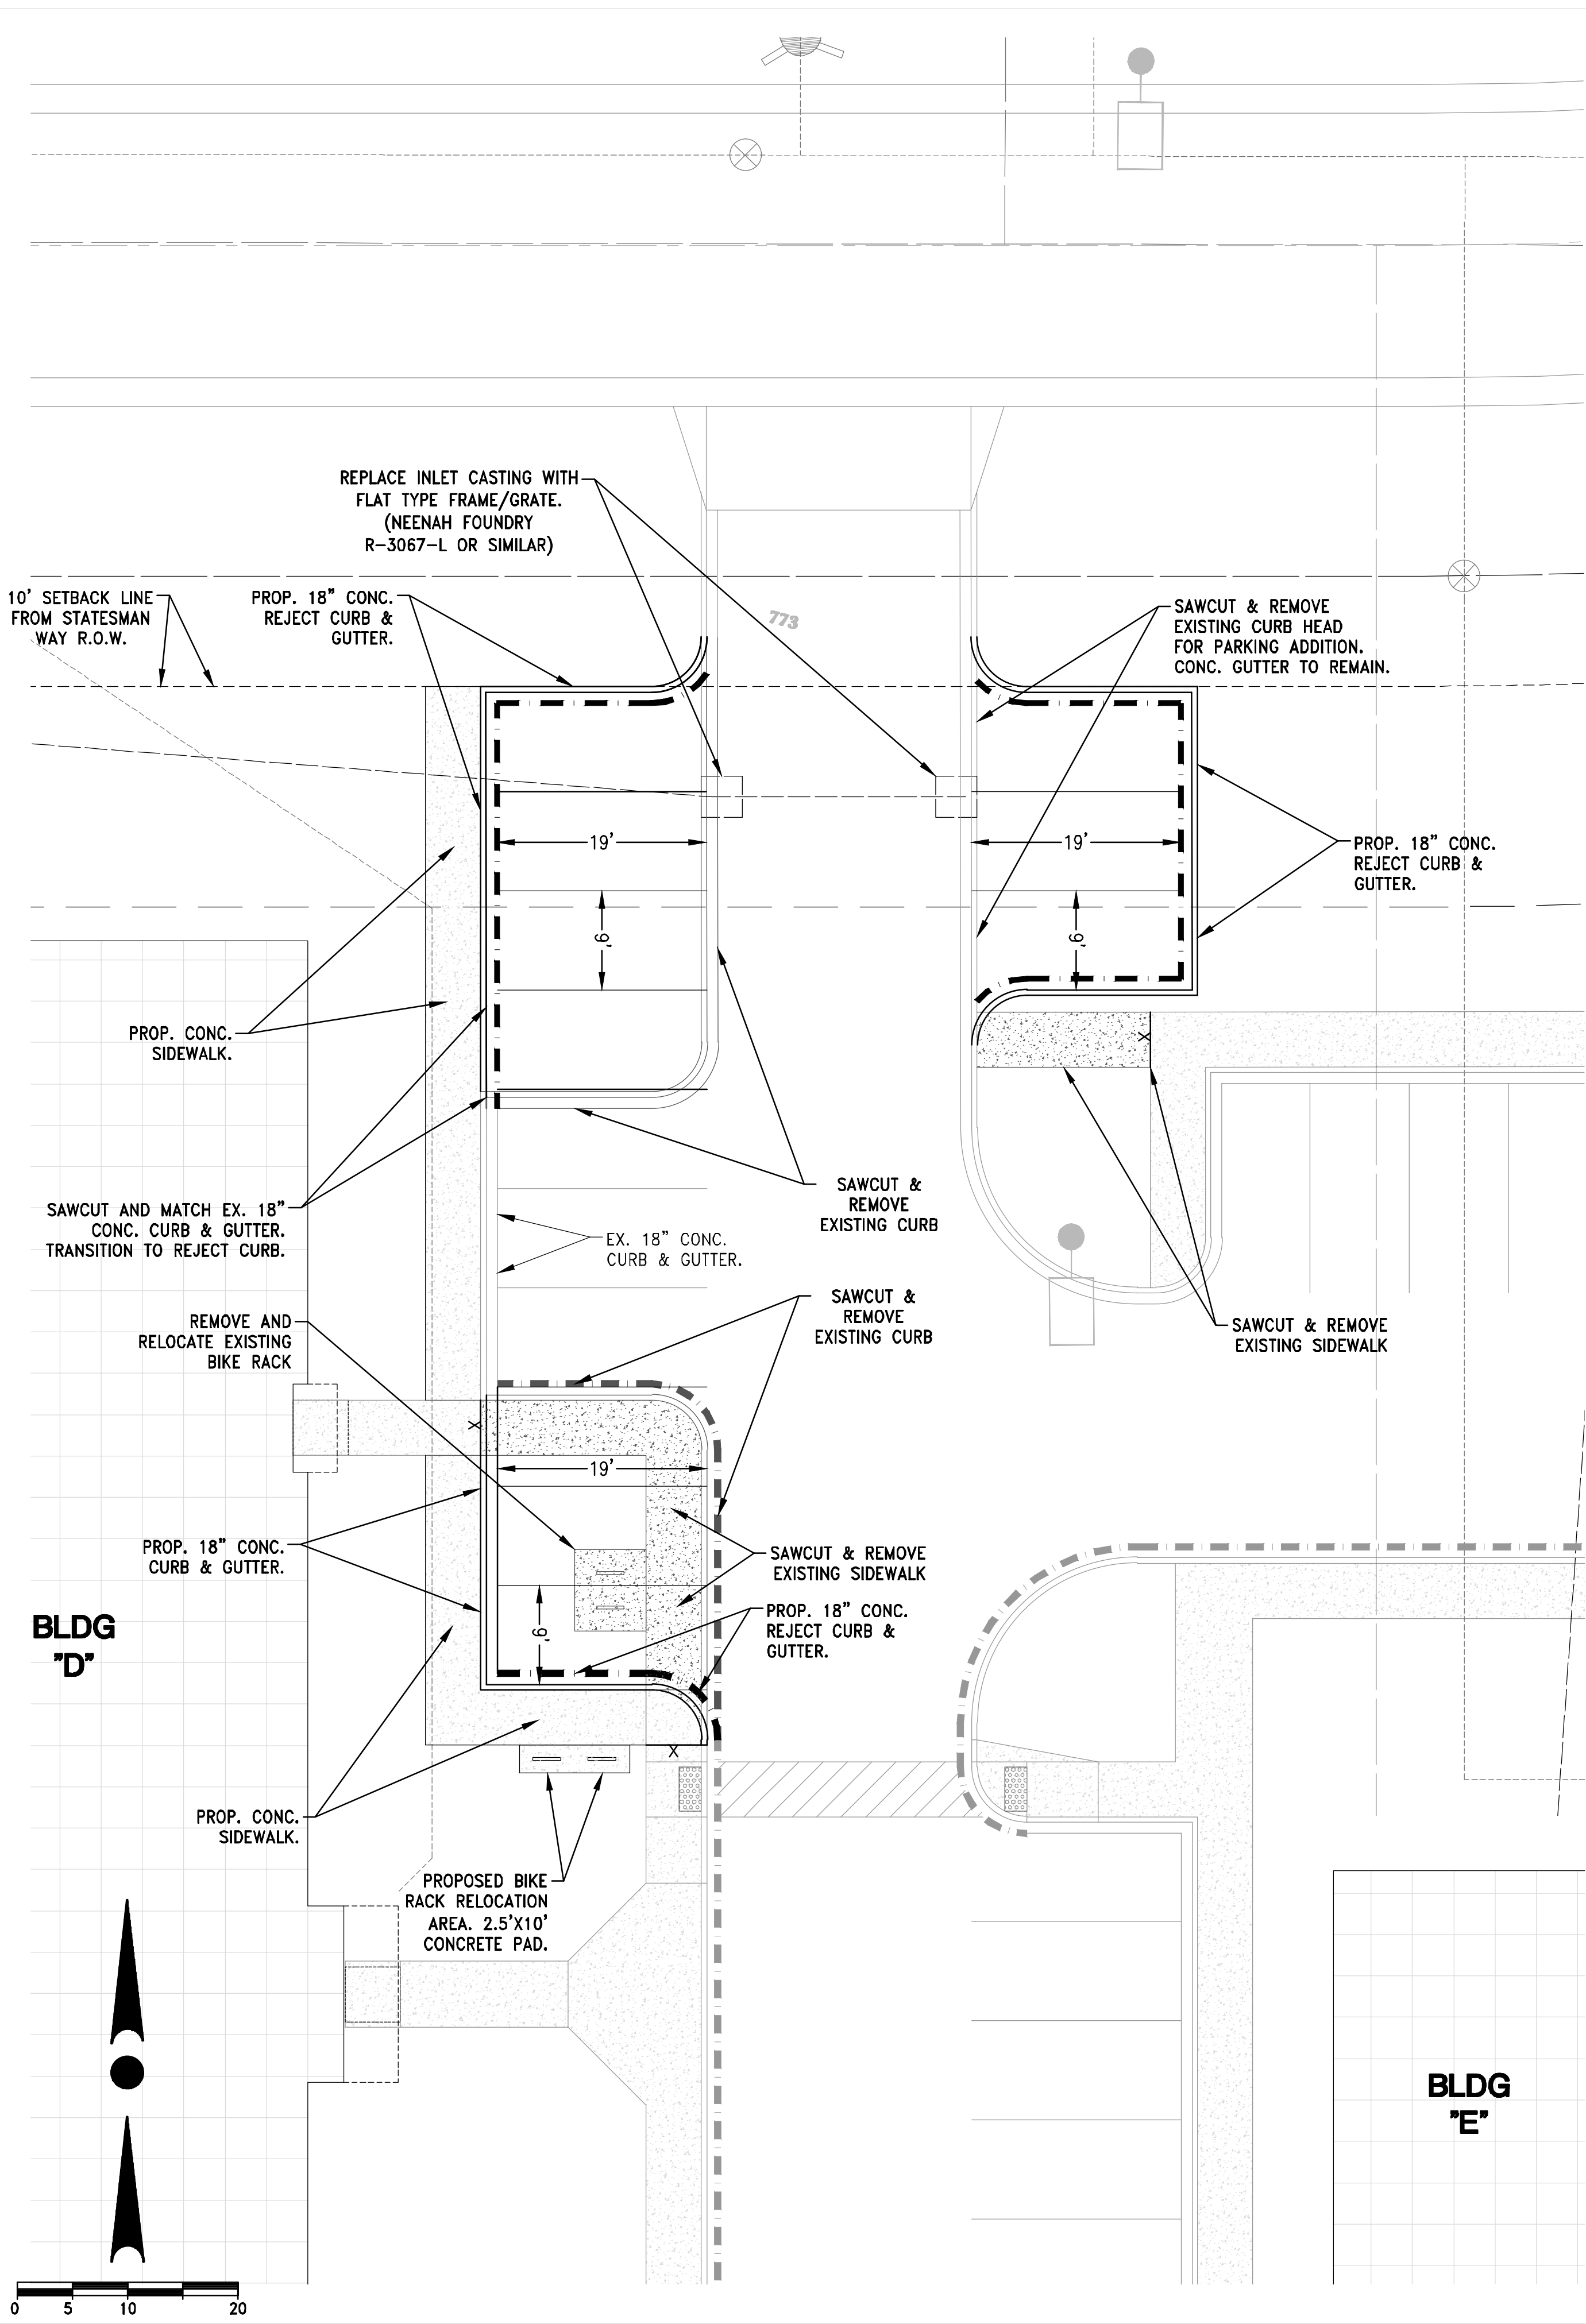 REPLACE INLET CASTING WITH
FLAT TYPE FRAME/GRATE.
(NEENAH FOUNDRY
R-3067-L OR SIMILAR)
10' SETBACK LINE
FROM STATESMAN
WAY R.O.W.
PROP. 18" CONC.
REJECT CURB &
GUTTER.
773
SAWCUT & REMOVE
EXISTING CURB HEAD
FOR PARKING ADDITION.
CONC. GUTTER TO REMAIN.
19'
19'
PROP. 18" CONC.
REJECT CURB &
GUTTER.
9'
9'
PROP. CONC.
SIDEWALK.
X
SAWCUT AND MATCH EX. 18"
CONC. CURB & GUTTER.
TRANSITION TO REJECT CURB.
SAWCUT &
REMOVE
EXISTING CURB
EX. 18" CONC.
CURB & GUTTER.
SAWCUT &
REMOVE
EXISTING CURB
REMOVE AND
RELOCATE EXISTING
BIKE RACK
SAWCUT & REMOVE
EXISTING SIDEWALK
X
19'
PROP. 18" CONC.
CURB & GUTTER.
SAWCUT & REMOVE
EXISTING SIDEWALK
9'
PROP. 18" CONC.
REJECT CURB &
GUTTER.
BLDG
"D"
X
PROP. CONC.
SIDEWALK.
PROPOSED BIKE
RACK RELOCATION
AREA. 2.5'X10'
CONCRETE PAD.
BLDG
"E"
0 5 10 20